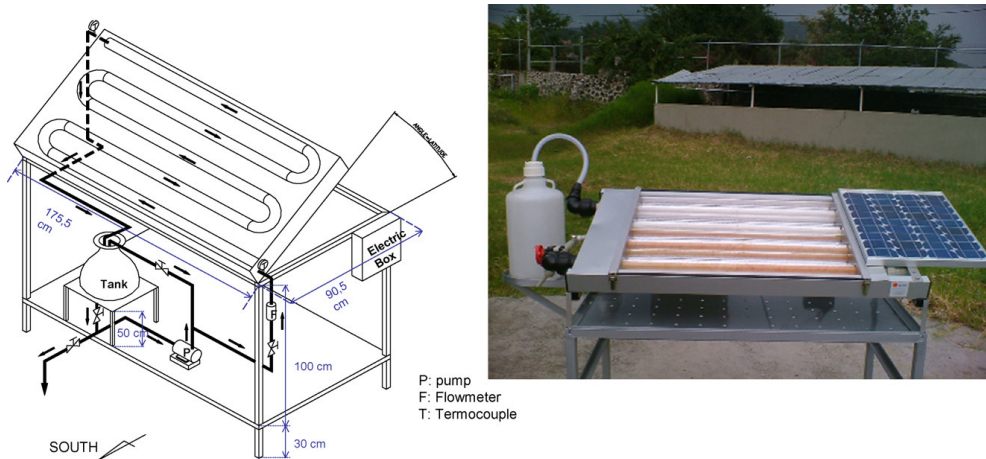 ANGLE=LATITUDE
175,5
cm
Tank
Electric
Box
90,5
cm
F
50 cm
P
100 cm
30 cm
SOUTH
P: pump
F: Flowmeter
T: Termocouple